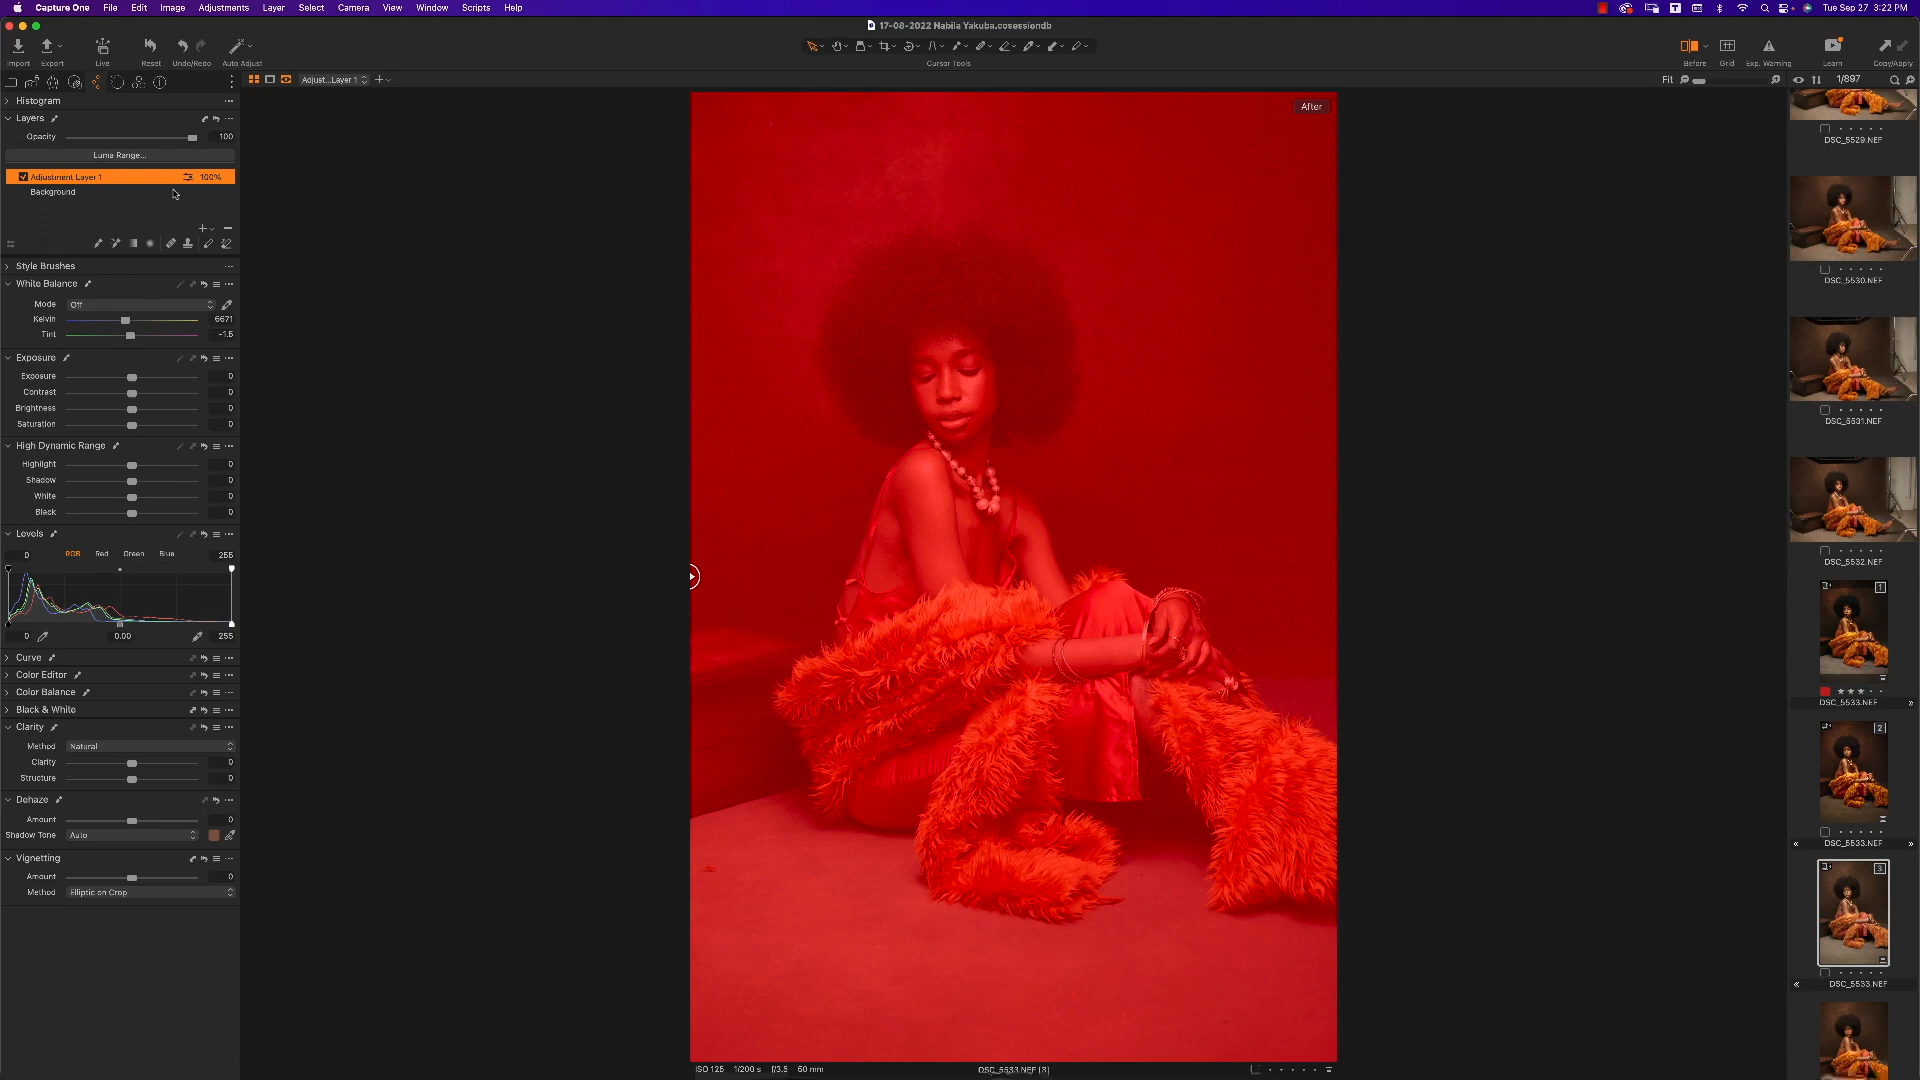 Capture One File Edit Image Adjustments Layer Select Camera View Window Scripts Help Tue Sep 27 3:22 PM
17-08-2022 Nabila Yakuba.cosessiondb
Import Export Live Reset Undo/Redo Auto Adjust Cursor Tools Before Grid Exp. Warning Learn Copy/Apply
Adjust...Layer 1 Fit 1/897
Histogram
Layers
Opacity 100
Luma Range...
Adjustment Layer 1 100%
Background
Style Brushes
White Balance
Mode Off
Kelvin 6671
Tint -1.5
Exposure
Exposure 0
Contrast 0
Brightness 0
Saturation 0
High Dynamic Range
Highlight 0
Shadow 0
White 0
Black 0
Levels
0 RGB Red Green Blue 255
0 0.00 255
Curve
Color Editor
Color Balance
Black & White
Clarity
Method Natural
Clarity 0
Structure 0
Dehaze
Amount 0
Shadow Tone Auto
Vignetting
Amount 0
Method Elliptic on Crop
After
ISO 125 1/200 s f/3.5 50 mm DSC_5533.NEF [3]
DSC_5529.NEF
DSC_5530.NEF
DSC_5531.NEF
DSC_5532.NEF
1
DSC_5533.NEF
2
DSC_5533.NEF
3
DSC_5533.NEF